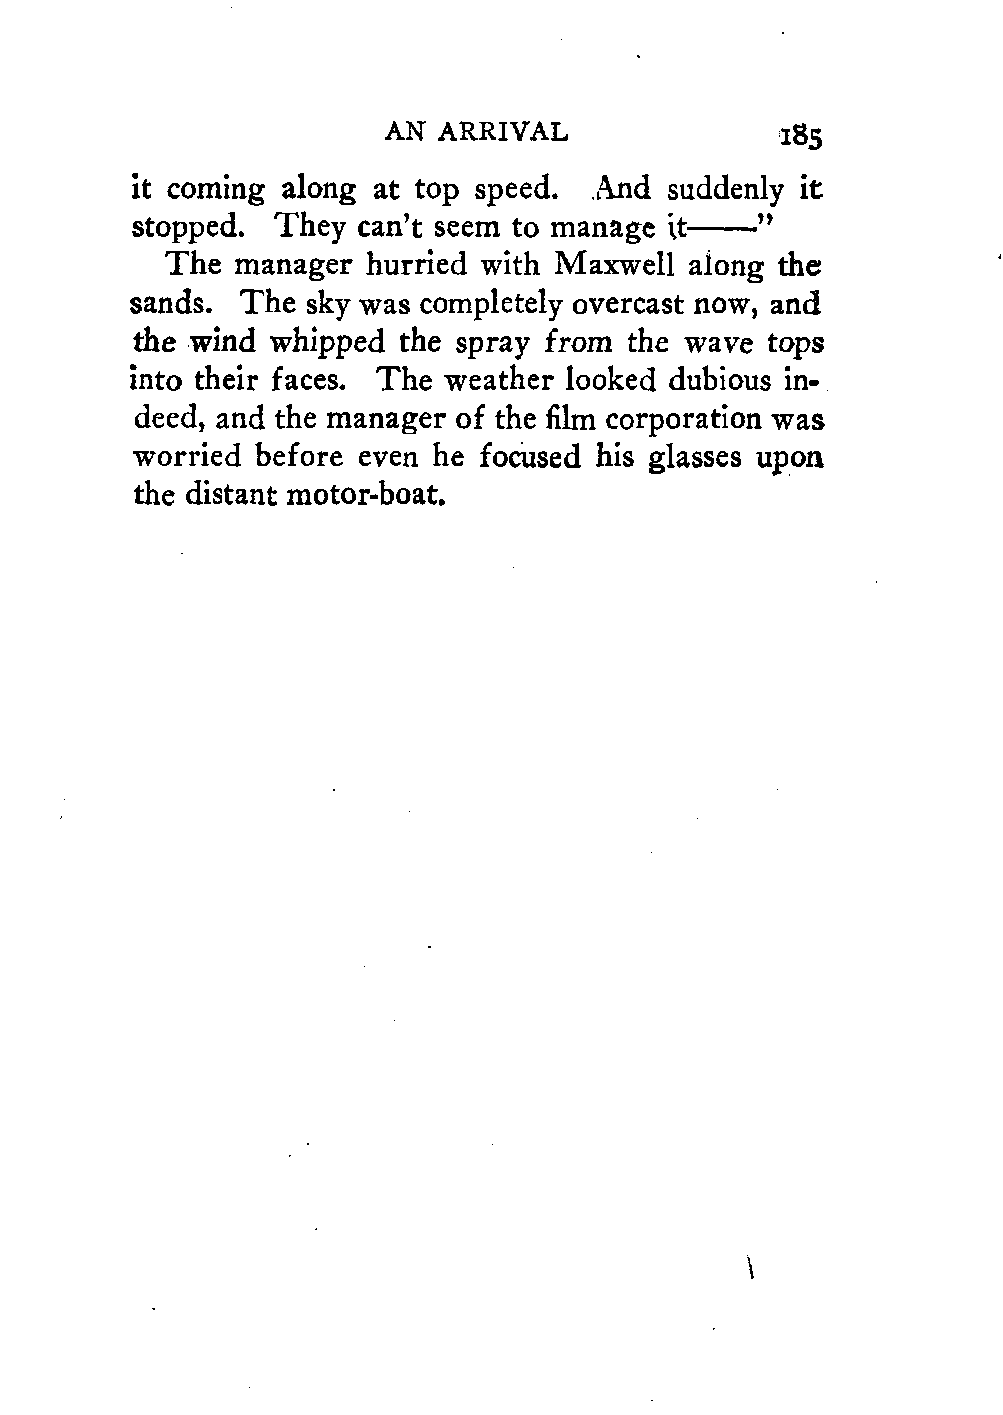 AN ARRIVAL 185
it coming along at top speed. And suddenly it
stopped. They can't seem to manage it——"
The manager hurried with Maxwell along the
sands. The sky was completely overcast now, and
the wind whipped the spray from the wave tops
into their faces. The weather looked dubious in-
deed, and the manager of the film corporation was
worried before even he focused his glasses upon
the distant motor-boat.